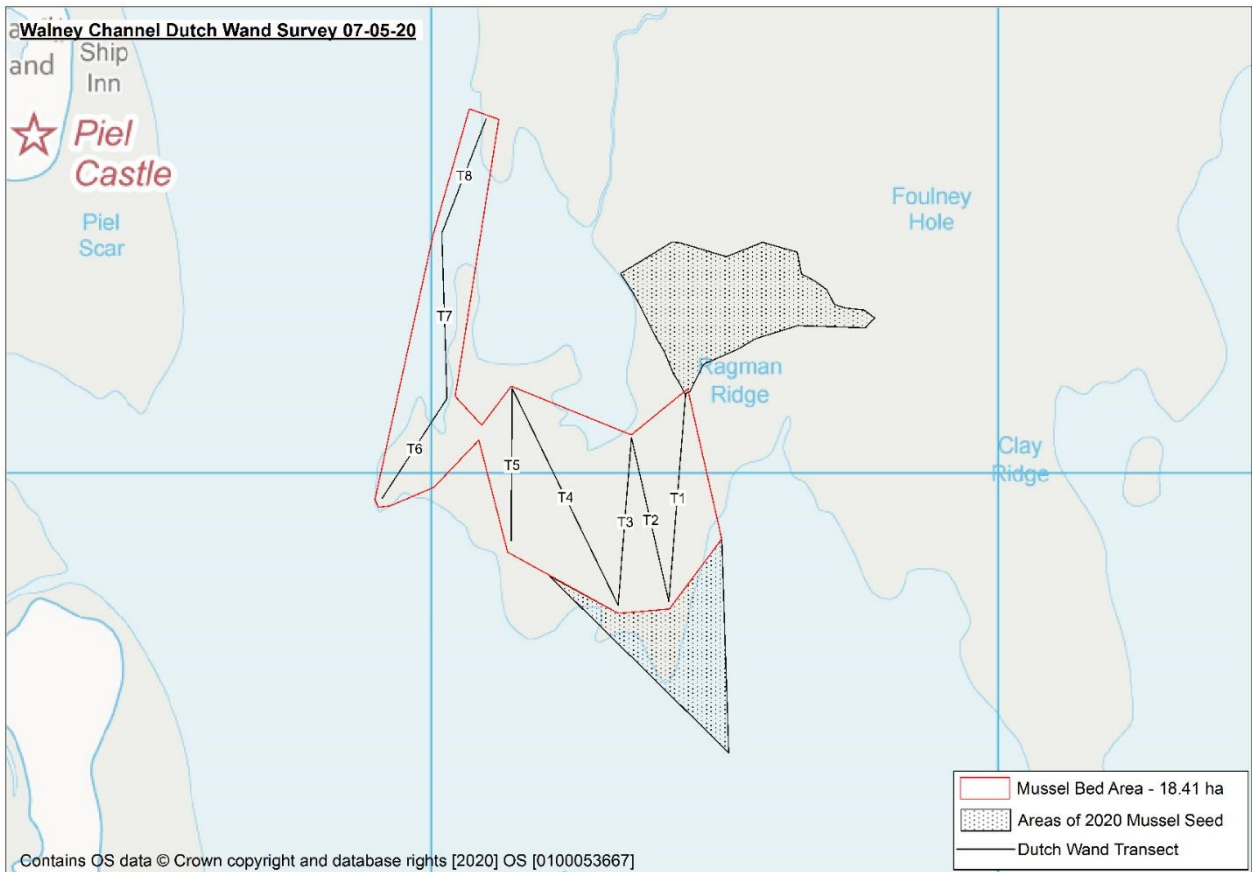 Walney Channel Dutch Wand Survey 07-05-20
and
Ship
Inn
Piel
Castle
Piel
Scar
T8
T7
T6
T5
T4
T3
T2
T1
Foulney
Hole
Ragman
Ridge
Clay
Ridge
Mussel Bed Area - 18.41 ha
Areas of 2020 Mussel Seed
Dutch Wand Transect
Contains OS data © Crown copyright and database rights [2020] OS [0100053667]